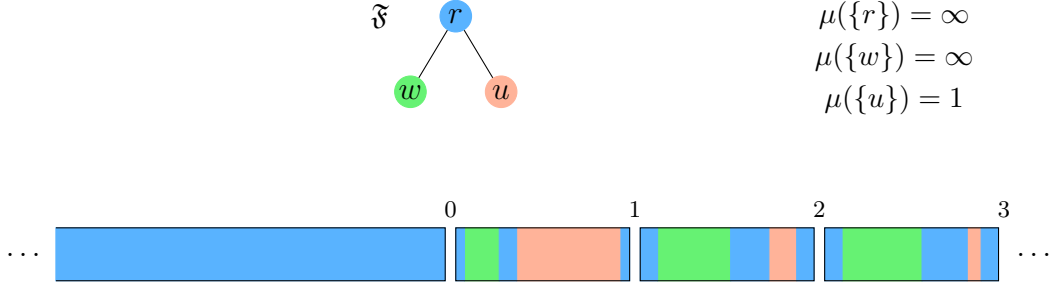 𝔉 r μ({r}) = ∞
μ({w}) = ∞
w u μ({u}) = 1
0 1 2 3
··· ···